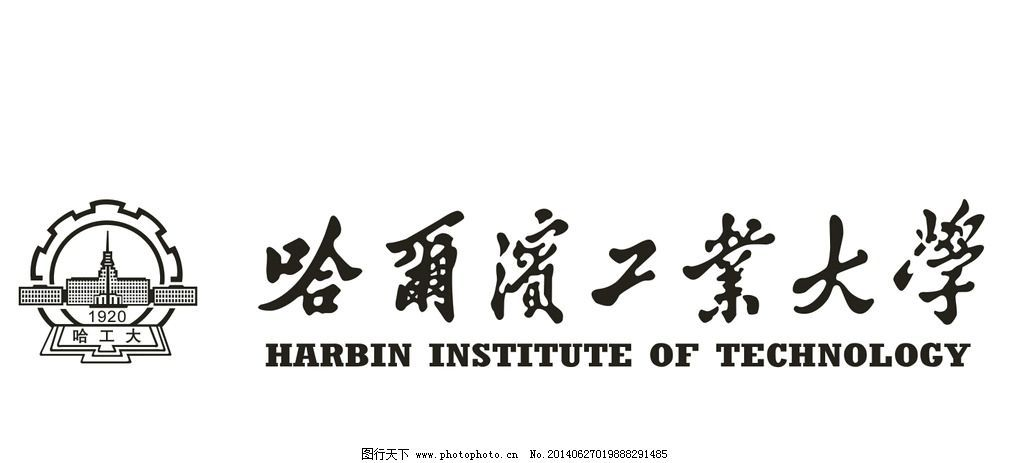 1920
哈工大
哈爾濱工業大學
HARBIN INSTITUTE OF TECHNOLOGY
图行天下 www.photophoto.cn No.20140627019888291485